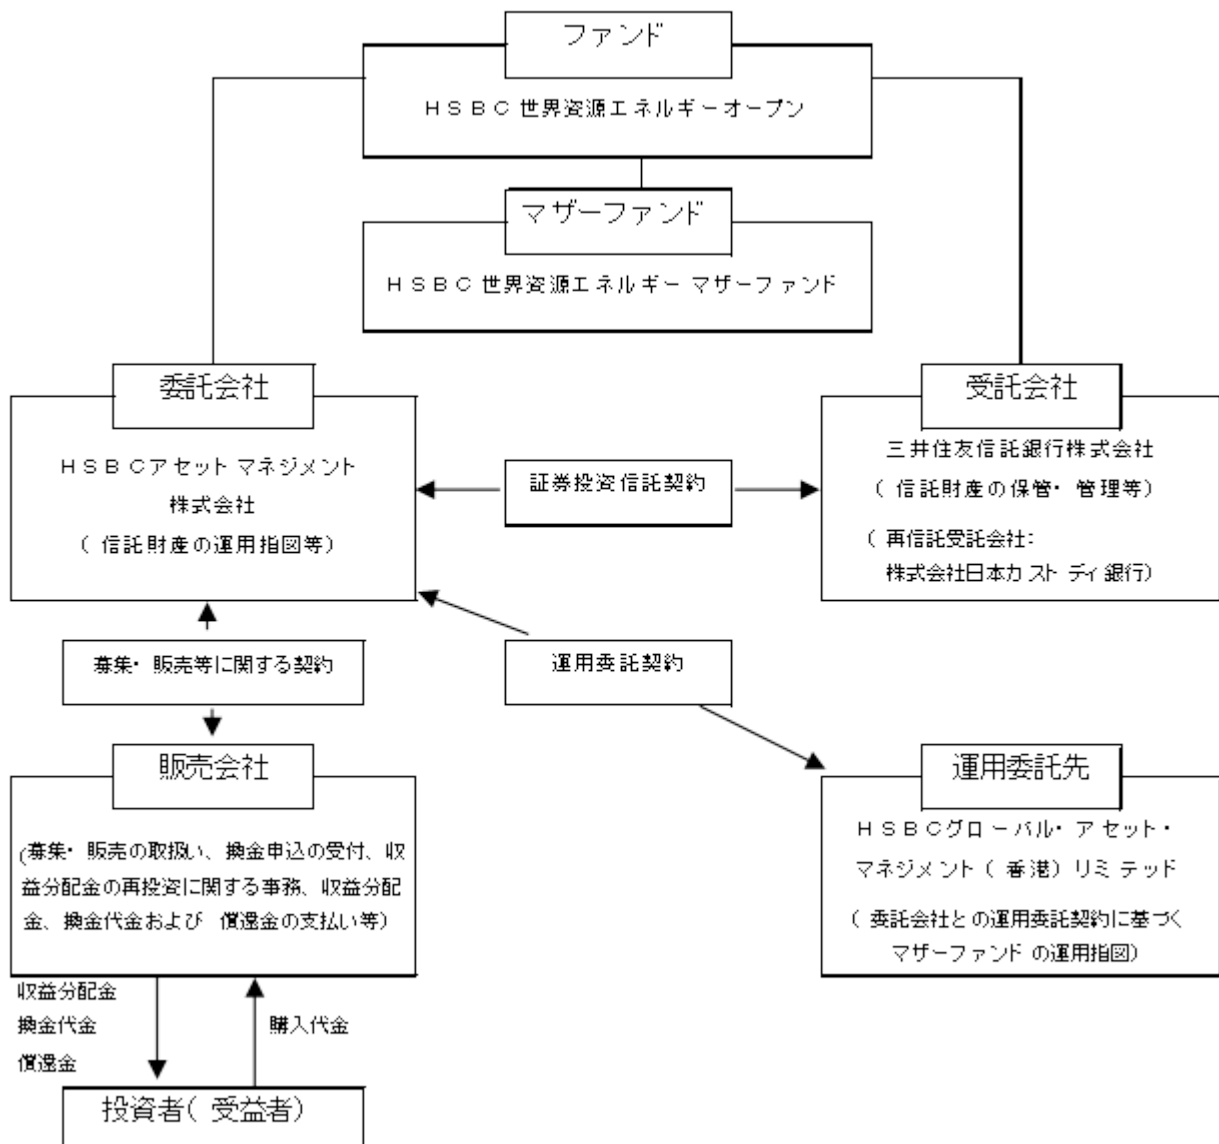 ファンド
HSBC世界資源エネルギーオープン
マザーファンド
HSBC世界資源エネルギー マザーファンド
委託会社
HSBCアセット マネジメント
株式会社
(信託財産の運用指図等)
証券投資信託契約
受託会社
三井住友信託銀行株式会社
(信託財産の保管・管理等)
(再信託受託会社:
株式会社日本カストディ銀行)
募集・販売等に関する契約
運用委託契約
販売会社
(募集・販売の取扱い、換金申込の受付、収
益分配金の再投資に関する事務、収益分配
金、換金代金および 償還金の支払い等)
運用委託先
HSBCグローバル・アセット・
マネジメント(香港)リミテッド
(委託会社との運用委託契約に基づく
マザーファンドの運用指図)
収益分配金
換金代金
償還金
購入代金
投資者(受益者)